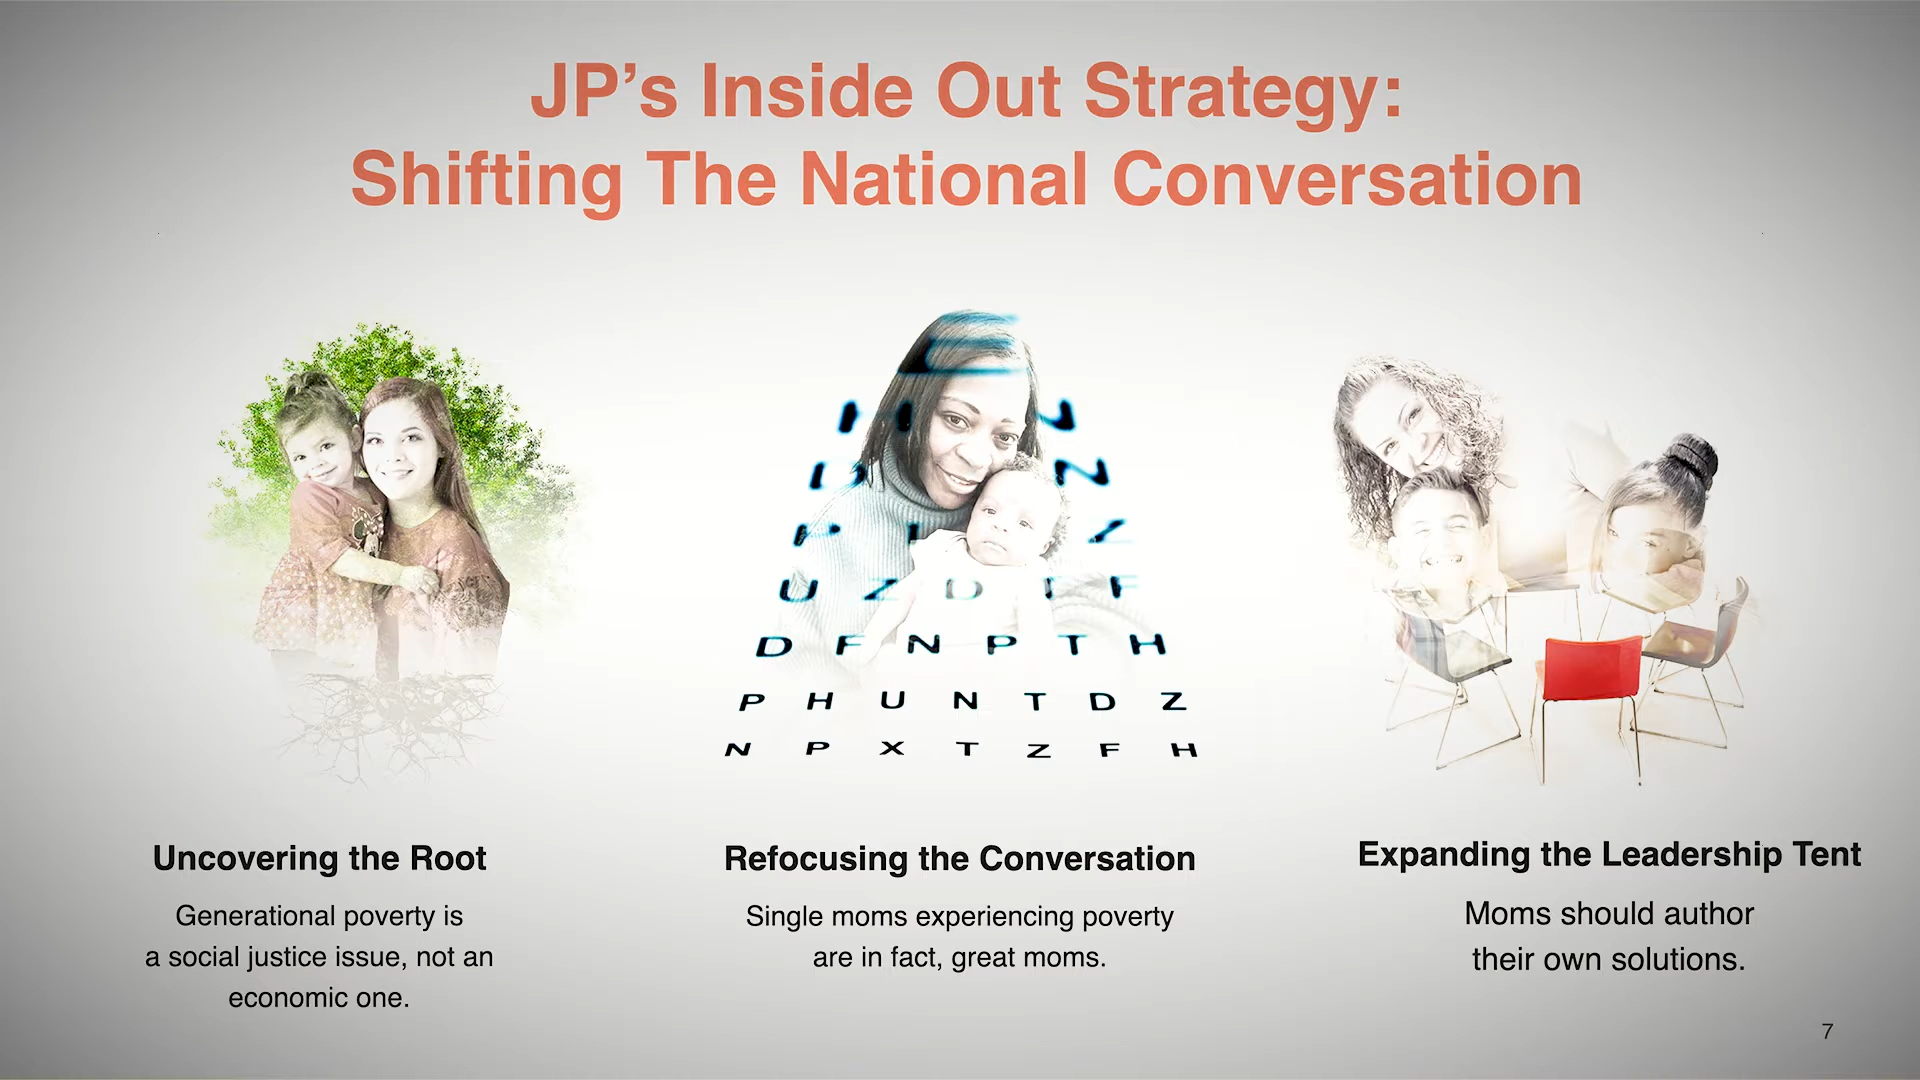 JP’s Inside Out Strategy:
Shifting The National Conversation
H
N
P Z
U Z D F F
D F N P T H
P H U N T D Z
N P X T Z F H
Uncovering the Root
Generational poverty is
a social justice issue, not an
economic one.
Refocusing the Conversation
Single moms experiencing poverty
are in fact, great moms.
Expanding the Leadership Tent
Moms should author
their own solutions.
7